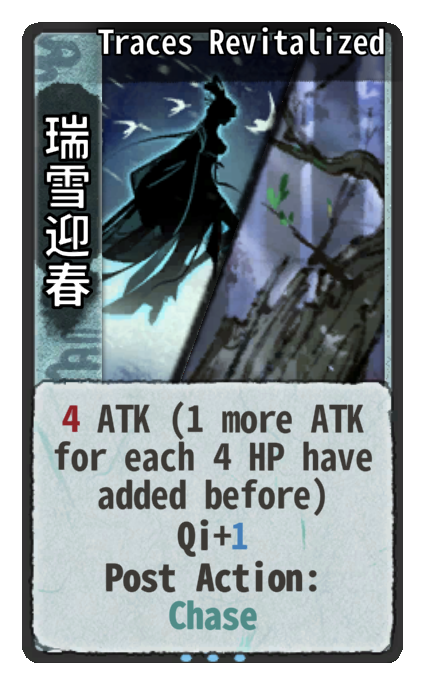 Traces Revitalized
瑞雪迎春
4 ATK (1 more ATK
for each 4 HP have
added before)
Qi+1
Post Action:
Chase